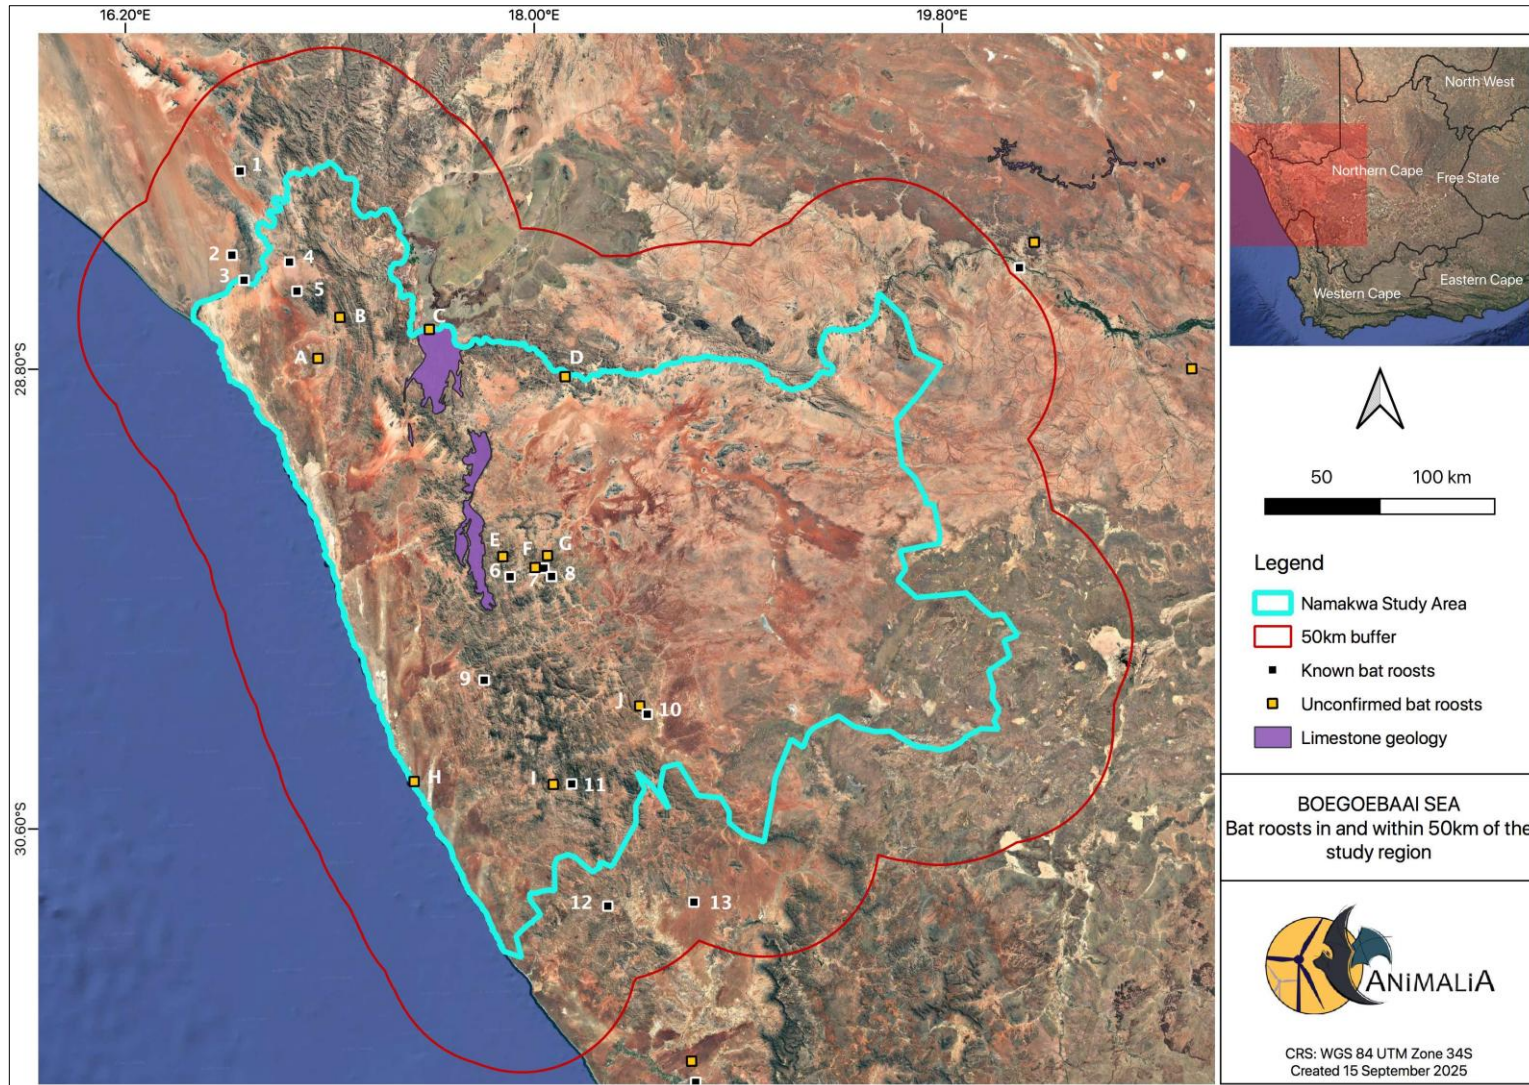 16.20°E
18.00°E
19.80°E
28.80°S
30.60°S
1
2
3
4
5
B
A
C
D
E
F
G
6
7
8
9
J
10
H
I
11
12
13
North West
Northern Cape
Free State
Eastern Cape
Western Cape
50
100 km
Legend
Namakwa Study Area
50km buffer
Known bat roosts
Unconfirmed bat roosts
Limestone geology
BOEGOEBAAI SEA
Bat roosts in and within 50km of the
study region
ANiMALiA
CRS: WGS 84 UTM Zone 34S
Created 15 September 2025